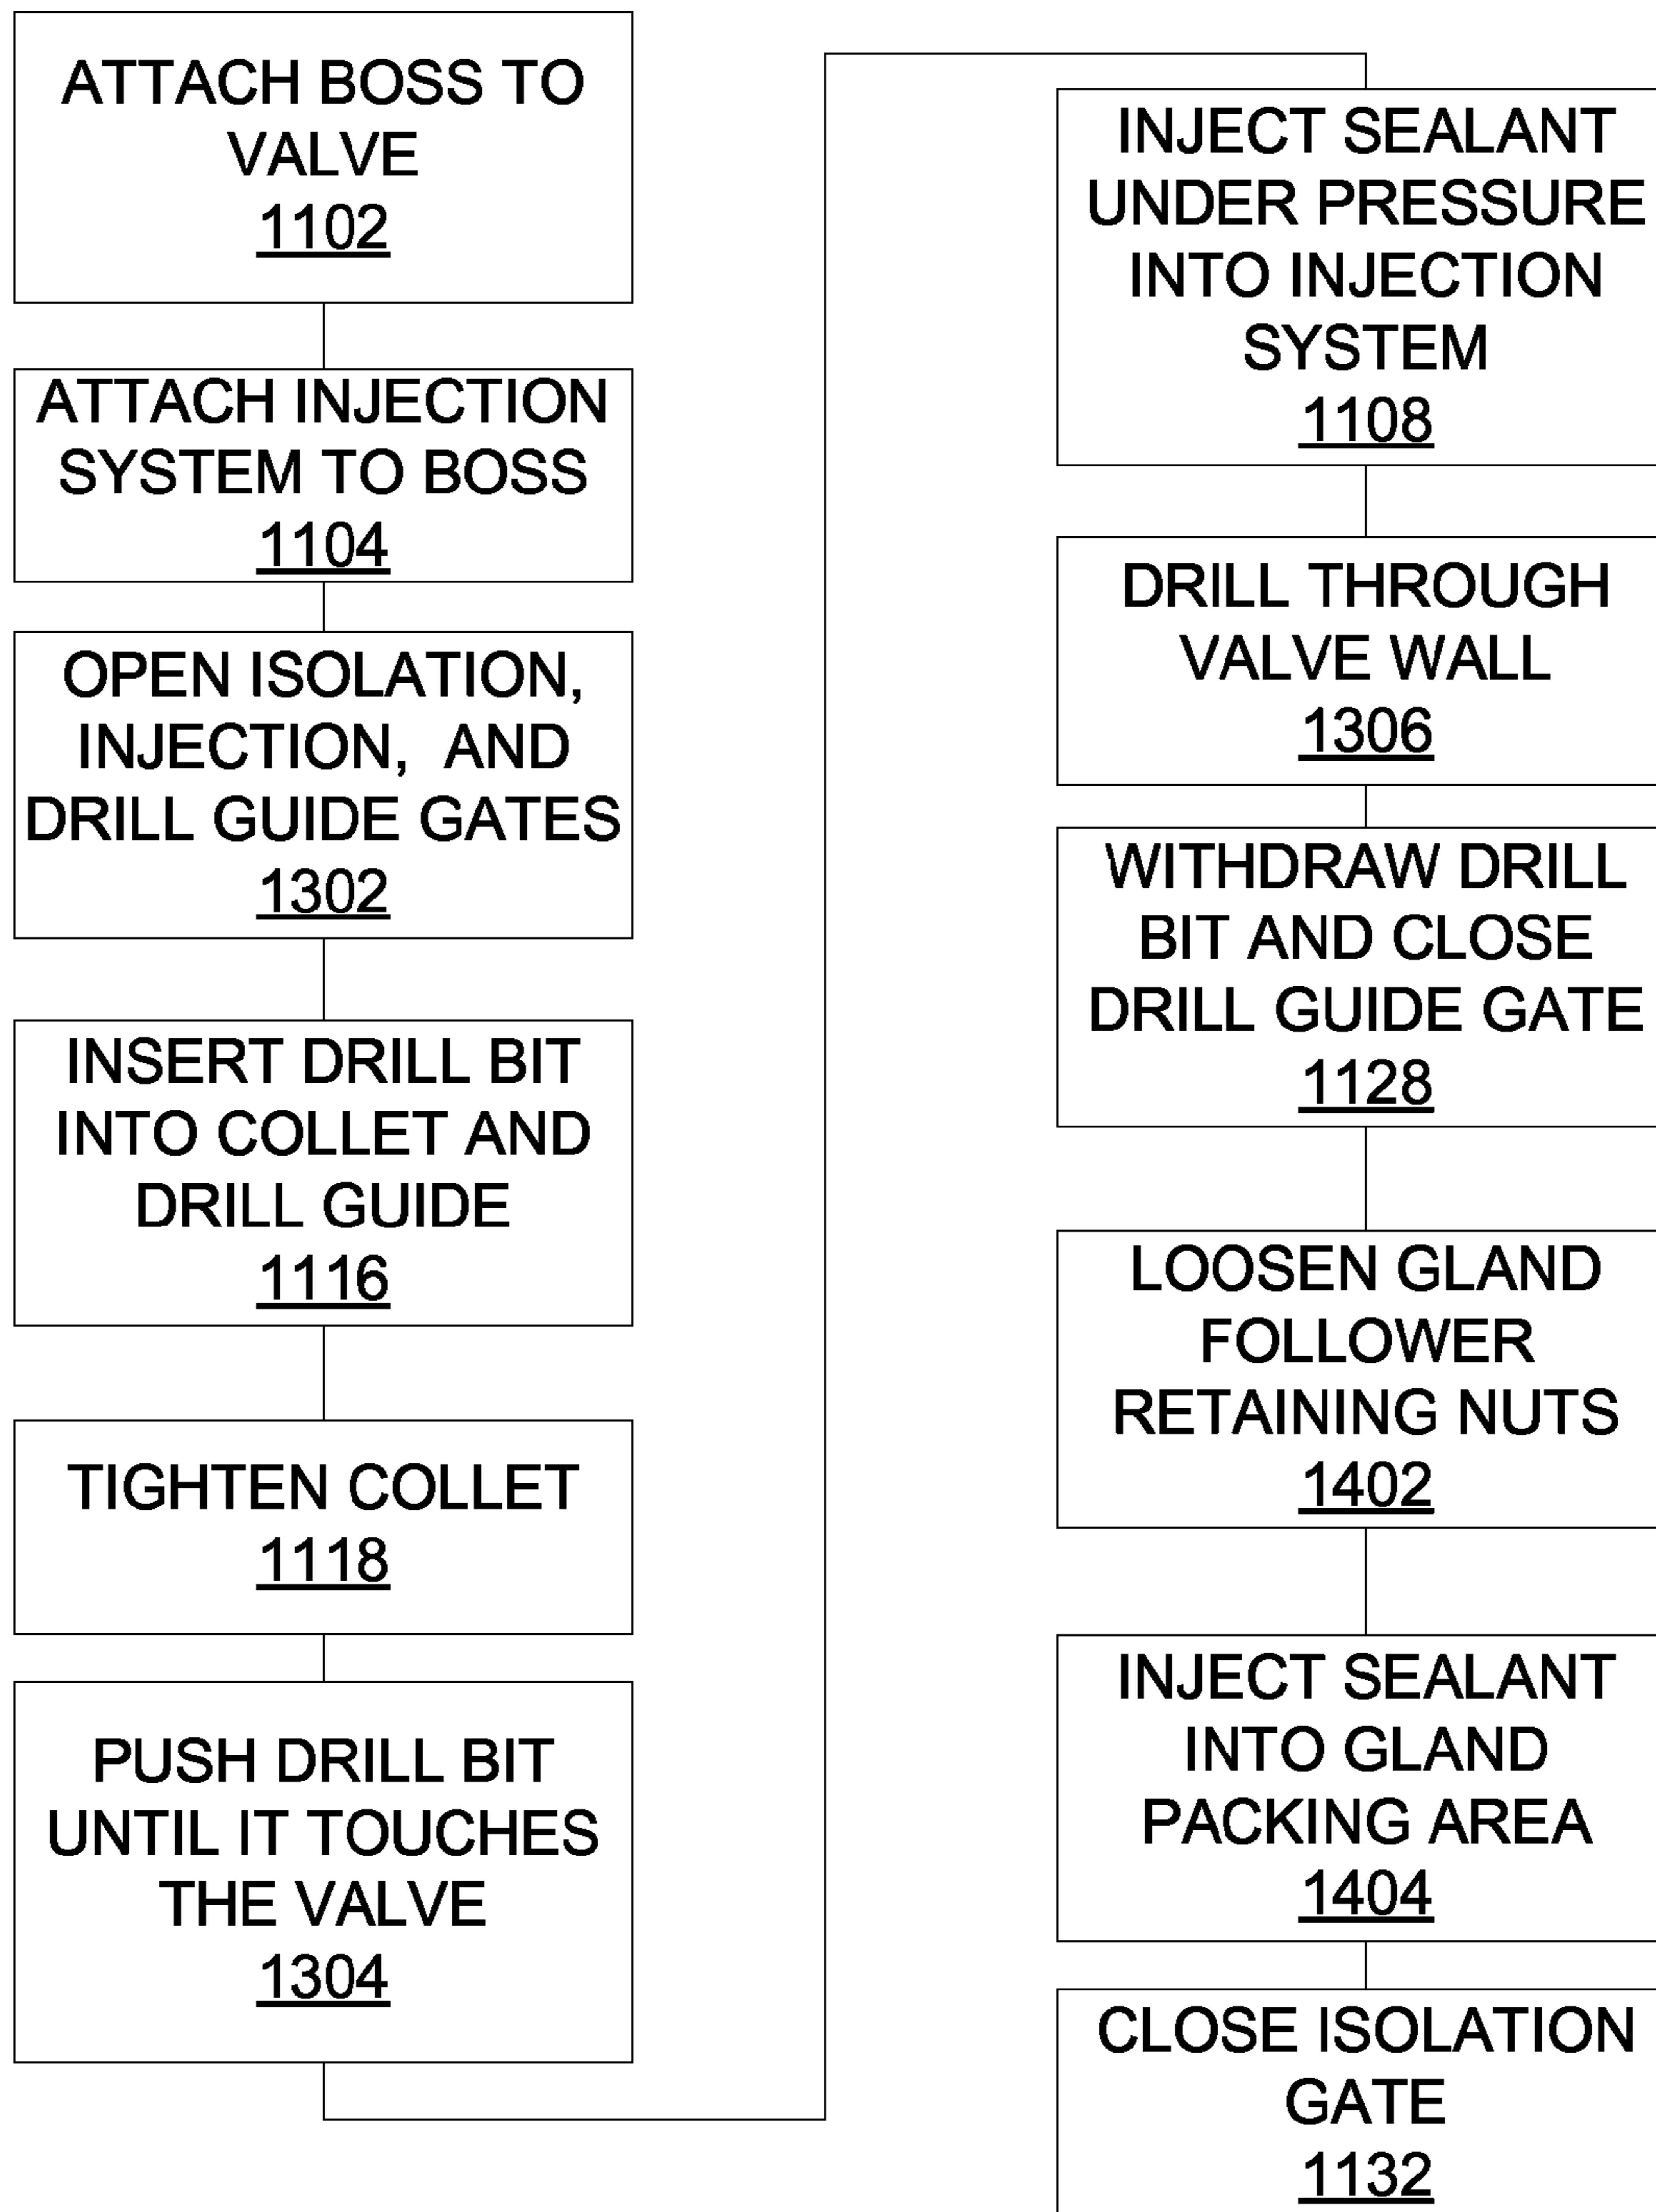 ATTACH BOSS TO
VALVE
1102
ATTACH INJECTION
SYSTEM TO BOSS
1104
OPEN ISOLATION,
INJECTION, AND
DRILL GUIDE GATES
1302
INSERT DRILL BIT
INTO COLLET AND
DRILL GUIDE
1116
TIGHTEN COLLET
1118
PUSH DRILL BIT
UNTIL IT TOUCHES
THE VALVE
1304
INJECT SEALANT
UNDER PRESSURE
INTO INJECTION
SYSTEM
1108
DRILL THROUGH
VALVE WALL
1306
WITHDRAW DRILL
BIT AND CLOSE
DRILL GUIDE GATE
1128
LOOSEN GLAND
FOLLOWER
RETAINING NUTS
1402
INJECT SEALANT
INTO GLAND
PACKING AREA
1404
CLOSE ISOLATION
GATE
1132